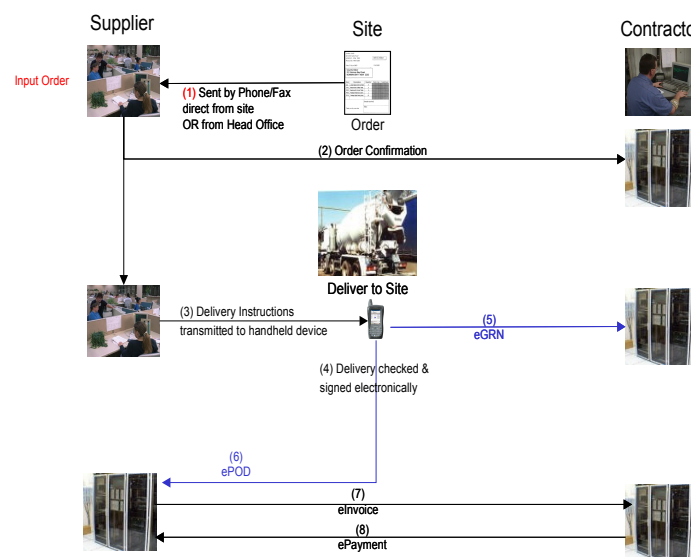 Supplier
Site
Contracto
Input Order
(1) Sent by Phone/Fax
direct from site
OR from Head Office
Order
(2) Order Confirmation
Deliver to Site
(3) Delivery Instructions
transmitted to handheld device
(5)
eGRN
(4) Delivery checked &
signed electronically
(6)
ePOD
(7)
eInvoice
(8)
ePayment